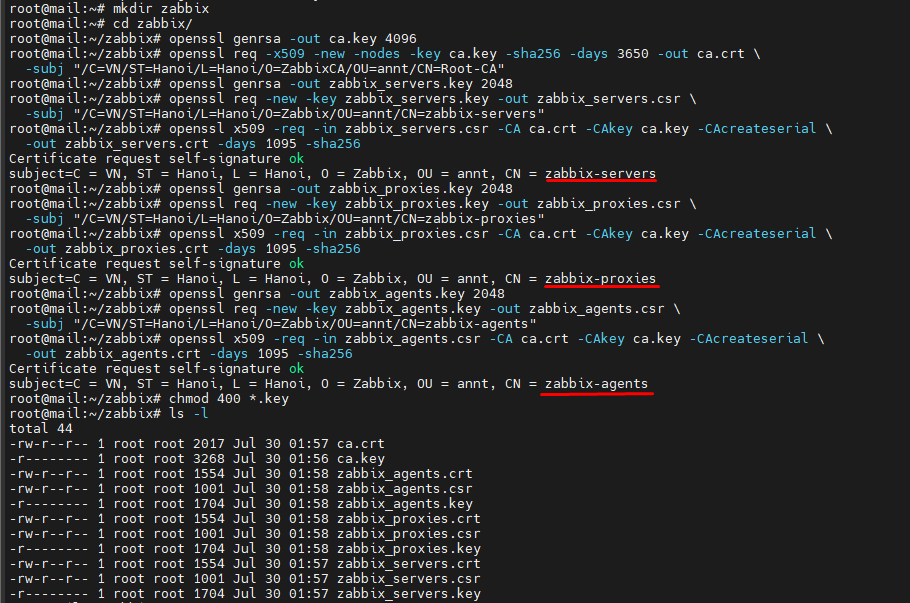 root@mail:~# mkdir zabbix
root@mail:~# cd zabbix/
root@mail:~/zabbix# openssl genrsa -out ca.key 4096
root@mail:~/zabbix# openssl req -x509 -new -nodes -key ca.key -sha256 -days 3650 -out ca.crt \
  -subj "/C=VN/ST=Hanoi/L=Hanoi/O=ZabbixCA/OU=annt/CN=Root-CA"
root@mail:~/zabbix# openssl genrsa -out zabbix_servers.key 2048
root@mail:~/zabbix# openssl req -new -key zabbix_servers.key -out zabbix_servers.csr \
  -subj "/C=VN/ST=Hanoi/L=Hanoi/O=Zabbix/OU=annt/CN=zabbix-servers"
root@mail:~/zabbix# openssl x509 -req -in zabbix_servers.csr -CA ca.crt -CAkey ca.key -CAcreateserial \
  -out zabbix_servers.crt -days 1095 -sha256
Certificate request self-signature ok
subject=C = VN, ST = Hanoi, L = Hanoi, O = Zabbix, OU = annt, CN = zabbix-servers
root@mail:~/zabbix# openssl genrsa -out zabbix_proxies.key 2048
root@mail:~/zabbix# openssl req -new -key zabbix_proxies.key -out zabbix_proxies.csr \
  -subj "/C=VN/ST=Hanoi/L=Hanoi/O=Zabbix/OU=annt/CN=zabbix-proxies"
root@mail:~/zabbix# openssl x509 -req -in zabbix_proxies.csr -CA ca.crt -CAkey ca.key -CAcreateserial \
  -out zabbix_proxies.crt -days 1095 -sha256
Certificate request self-signature ok
subject=C = VN, ST = Hanoi, L = Hanoi, O = Zabbix, OU = annt, CN = zabbix-proxies
root@mail:~/zabbix# openssl genrsa -out zabbix_agents.key 2048
root@mail:~/zabbix# openssl req -new -key zabbix_agents.key -out zabbix_agents.csr \
  -subj "/C=VN/ST=Hanoi/L=Hanoi/O=Zabbix/OU=annt/CN=zabbix-agents"
root@mail:~/zabbix# openssl x509 -req -in zabbix_agents.csr -CA ca.crt -CAkey ca.key -CAcreateserial \
  -out zabbix_agents.crt -days 1095 -sha256
Certificate request self-signature ok
subject=C = VN, ST = Hanoi, L = Hanoi, O = Zabbix, OU = annt, CN = zabbix-agents
root@mail:~/zabbix# chmod 400 *.key
root@mail:~/zabbix# ls -l
total 44
-rw-r--r-- 1 root root 2017 Jul 30 01:57 ca.crt
-r-------- 1 root root 3268 Jul 30 01:56 ca.key
-rw-r--r-- 1 root root 1554 Jul 30 01:58 zabbix_agents.crt
-rw-r--r-- 1 root root 1001 Jul 30 01:58 zabbix_agents.csr
-r-------- 1 root root 1704 Jul 30 01:58 zabbix_agents.key
-rw-r--r-- 1 root root 1554 Jul 30 01:58 zabbix_proxies.crt
-rw-r--r-- 1 root root 1001 Jul 30 01:58 zabbix_proxies.csr
-r-------- 1 root root 1704 Jul 30 01:58 zabbix_proxies.key
-rw-r--r-- 1 root root 1554 Jul 30 01:57 zabbix_servers.crt
-rw-r--r-- 1 root root 1001 Jul 30 01:57 zabbix_servers.csr
-r-------- 1 root root 1704 Jul 30 01:57 zabbix_servers.key